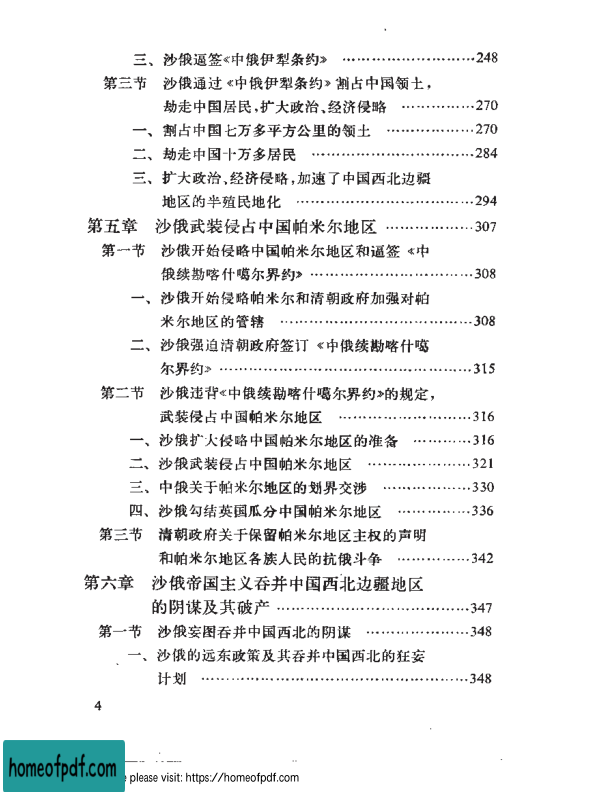 三、沙俄逼签《中俄伊犁条约》 …………………………248
第三节 沙俄通过《中俄伊犁条约》割占中国领土，
劫走中国居民，扩大政治、经济侵略 ……………270
一、割占中国七万多平方公里的领土 ………………270
二、劫走中国十万多居民 ……………………………284
三、扩大政治、经济侵略，加速了中国西北边疆
地区的半殖民地化 ………………………………294
第五章 沙俄武装侵占中国帕米尔地区 ………………307
第一节 沙俄开始侵略中国帕米尔地区和逼签《中
俄续勘喀什噶尔界约》 ……………………………308
一、沙俄开始侵略帕米尔和清朝政府加强对帕
米尔地区的管辖 …………………………………308
二、沙俄强迫清朝政府签订《中俄续勘喀什噶
尔界约》 …………………………………………315
第二节 沙俄违背《中俄续勘喀什噶尔界约》的规定，
武装侵占中国帕米尔地区 …………………………316
一、沙俄扩大侵略中国帕米尔地区的准备 …………316
二、沙俄武装侵占中国帕米尔地区 …………………321
三、中俄关于帕米尔地区的划界交涉 ………………330
四、沙俄勾结英国瓜分中国帕米尔地区 ……………336
第三节 清朝政府关于保留帕米尔地区主权的声明
和帕米尔地区各族人民的抗俄斗争 ……………342
第六章 沙俄帝国主义吞并中国西北边疆地区
的阴谋及其破产 ………………………………347
第一节 沙俄妄图吞并中国西北的阴谋 ………………348
一、沙俄的远东政策及其吞并中国西北的狂妄
计划 ………………………………………………348
4
homeofpdf.com
please visit: https://homeofpdf.com